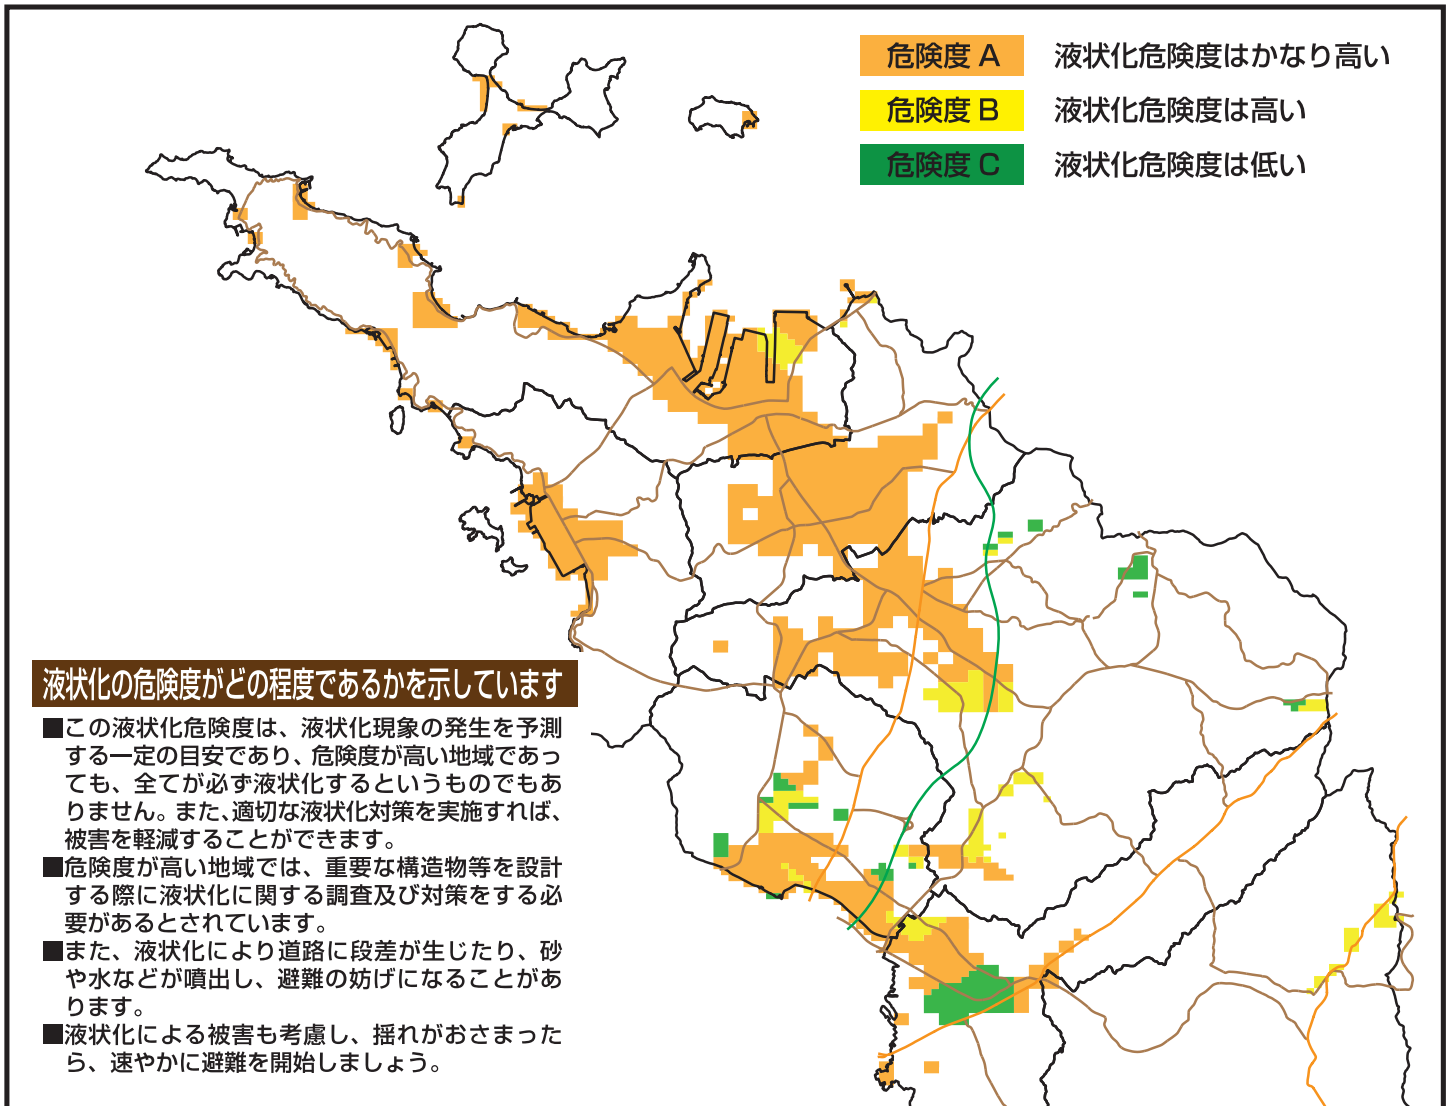 危険度 A　液状化危険度はかなり高い
危険度 B　液状化危険度は高い
危険度 C　液状化危険度は低い
液状化の危険度がどの程度であるかを示しています
■この液状化危険度は、液状化現象の発生を予測
する一定の目安であり、危険度が高い地域であっ
ても、全てが必ず液状化するというものでもあ
りません。また、適切な液状化対策を実施すれば、
被害を軽減することができます。
■危険度が高い地域では、重要な構造物等を設計
する際に液状化に関する調査及び対策をする必
要があるとされています。
■また、液状化により道路に段差が生じたり、砂
や水などが噴出し、避難の妨げになることがあ
ります。
■液状化による被害も考慮し、揺れがおさまった
ら、速やかに避難を開始しましょう。